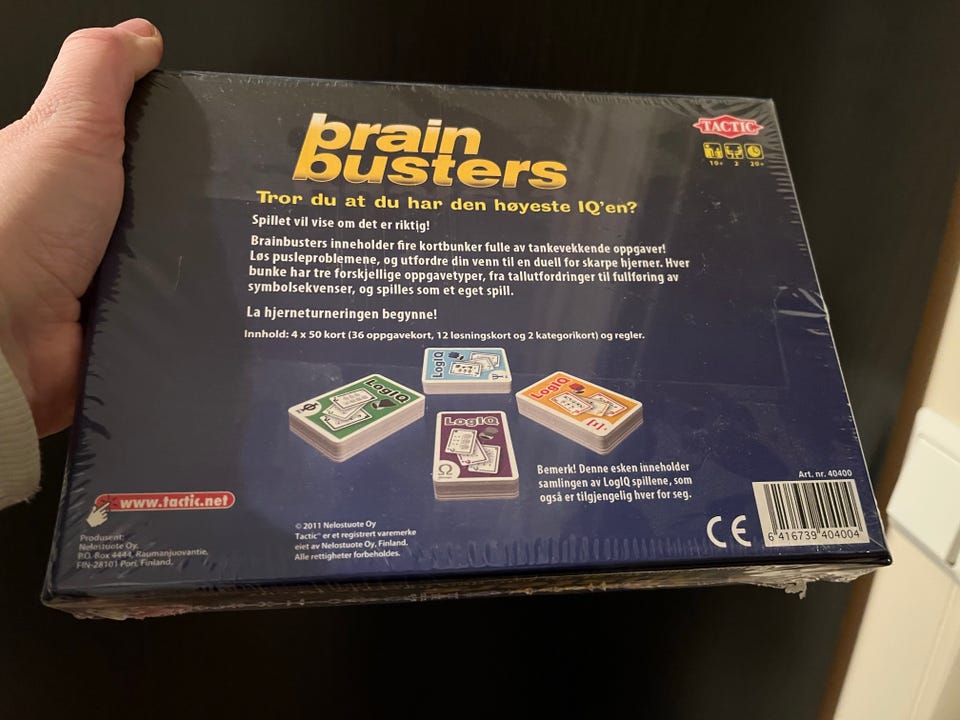 brain
busters
TACTIC
10+ 2 20+
Tror du at du har den høyeste IQ'en?
Spillet vil vise om det er riktig!
Brainbusters inneholder fire kortbunker fulle av tankevekkende oppgaver!
Løs pusleproblemene, og utfordre din venn til en duell for skarpe hjerner. Hver
bunke har tre forskjellige oppgavetyper, fra tallutfordringer til fullføring av
symbolsekvenser, og spilles som et eget spill.
La hjerneturneringen begynne!
Innhold: 4 x 50 kort (36 oppgavekort, 12 løsningskort og 2 kategorikort) og regler.
LogIQ
LogIQ
LogIQ
LogIQ
Ω
Bemerk! Denne esken inneholder
samlingen av LogIQ spillene, som
også er tilgjengelig hver for seg.
www.tactic.net
Produsent:
Nelostuote Oy
P.O. Box 4444, Raumanjuovantie,
FIN-28101 Pori, Finland.
© 2011 Nelostuote Oy
Tactic™ er et registrert varemerke
eiet av Nelostuote Oy, Finland.
Alle rettigheter forbeholdes.
CE
Art. nr. 40400
6 416739 404004